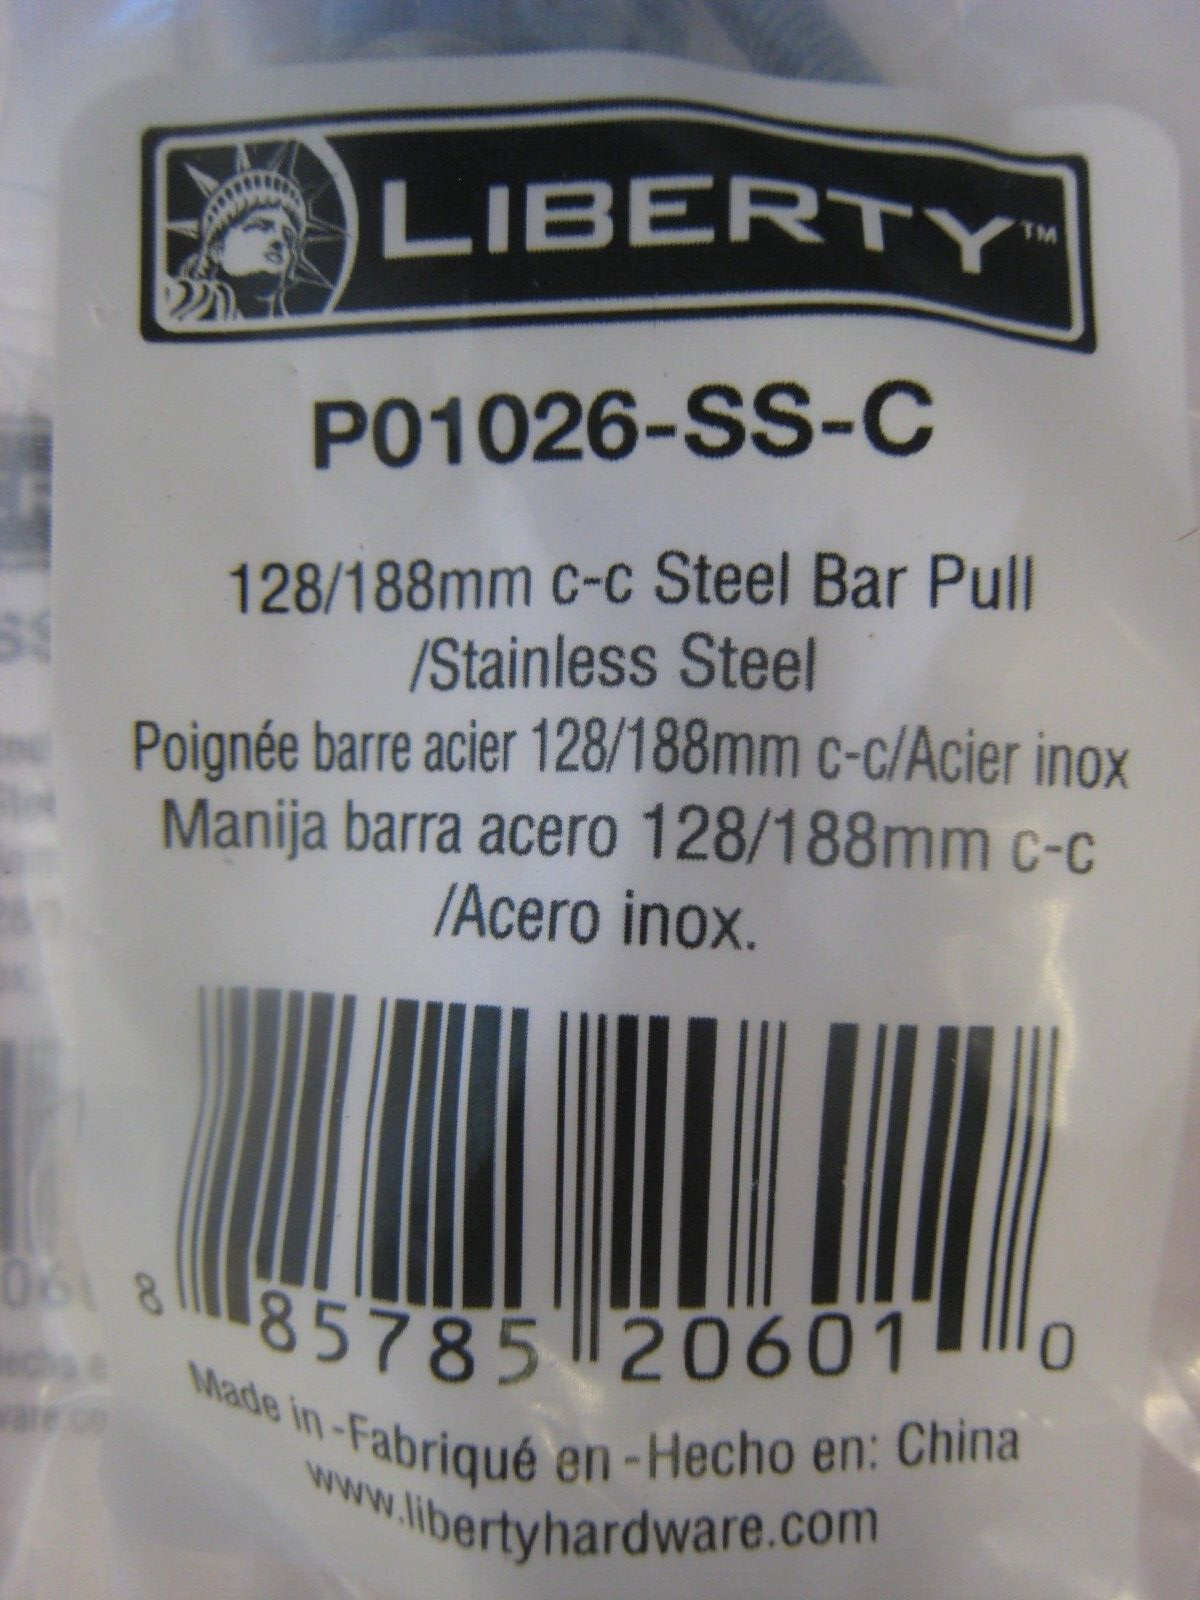 LIBERTY™
P01026-SS-C
128/188mm c-c Steel Bar Pull
/Stainless Steel
Poignée barre acier 128/188mm c-c/Acier inox
Manija barra acero 128/188mm c-c
/Acero inox.
8 85785 20601 0
Made in -Fabriqué en -Hecho en: China
www.libertyhardware.com